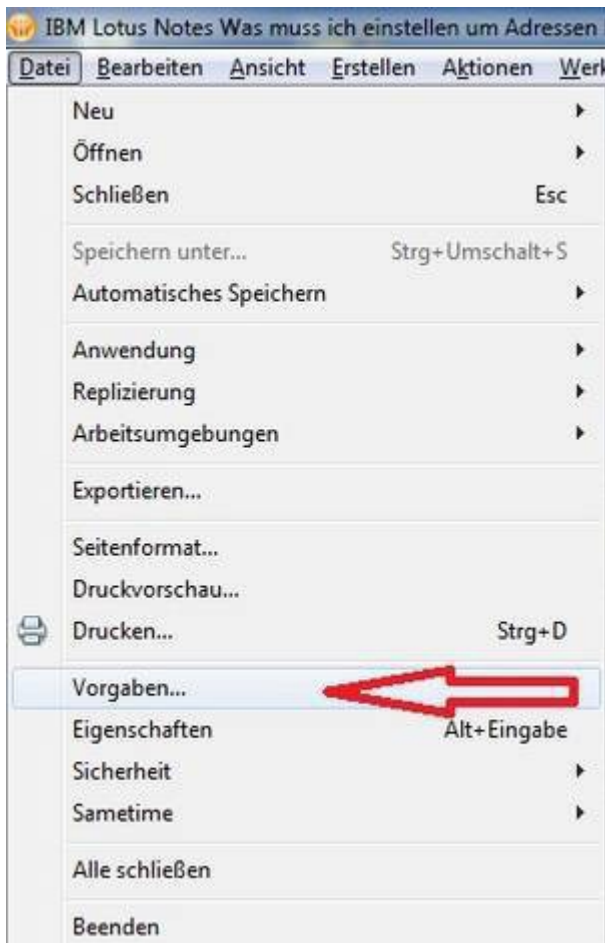 IBM Lotus Notes Was muss ich einstellen um Adressen
Datei Bearbeiten Ansicht Erstellen Aktionen
Neu
Öffnen
Schließen Esc
Speichern unter... Strg+Umschalt+S
Automatisches Speichern
Anwendung
Replizierung
Arbeitsumgebungen
Exportieren...
Seitenformat...
Druckvorschau...
Drucken... Strg+D
Vorgaben...
Eigenschaften Alt+Eingabe
Sicherheit
Sametime
Alle schließen
Beenden